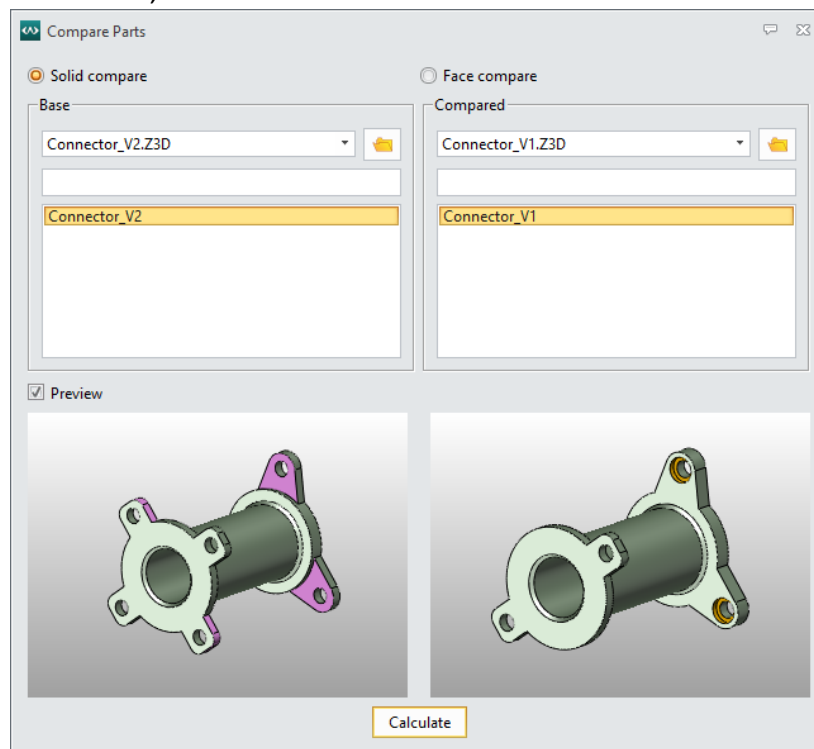 Compare Parts
Solid compare
Face compare
Base
Compared
Connector_V2.Z3D
Connector_V1.Z3D
Connector_V2
Connector_V1
Preview
Calculate